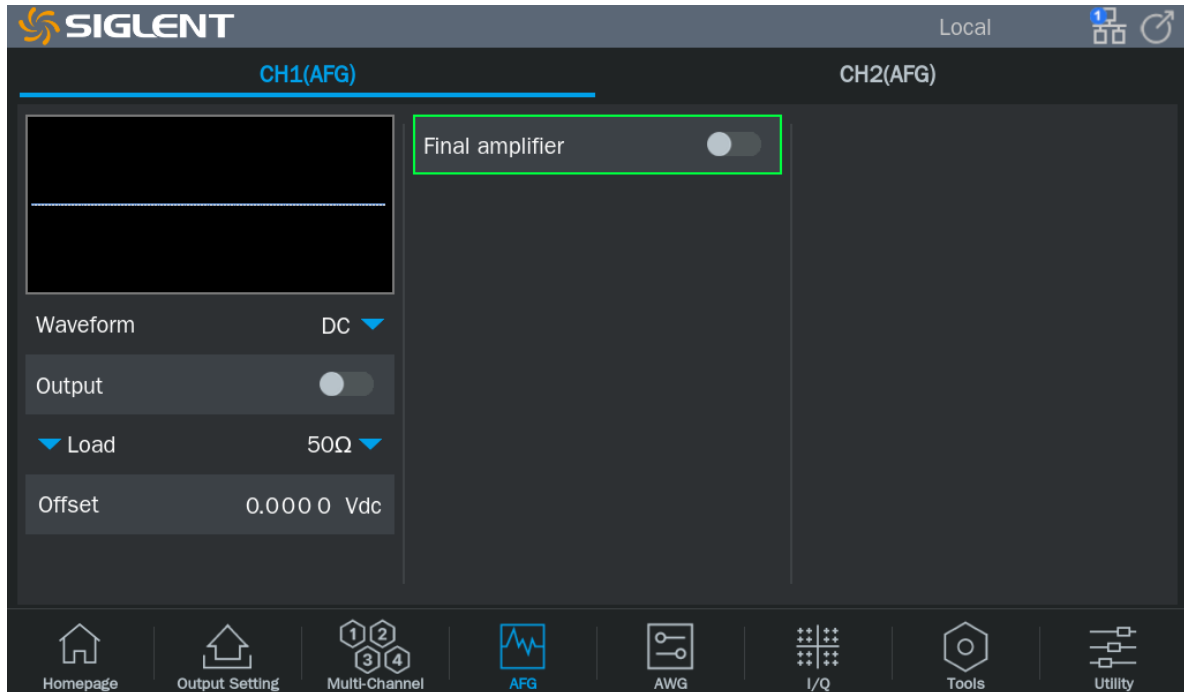 SIGLENT
Local
1
CH1(AFG)
CH2(AFG)
Final amplifier
Waveform DC
Output
Load 50Ω
Offset 0.0000 Vdc
1 2
3 4
Homepage
Output Setting
Multi-Channel
AFG
AWG
I/Q
Tools
Utility